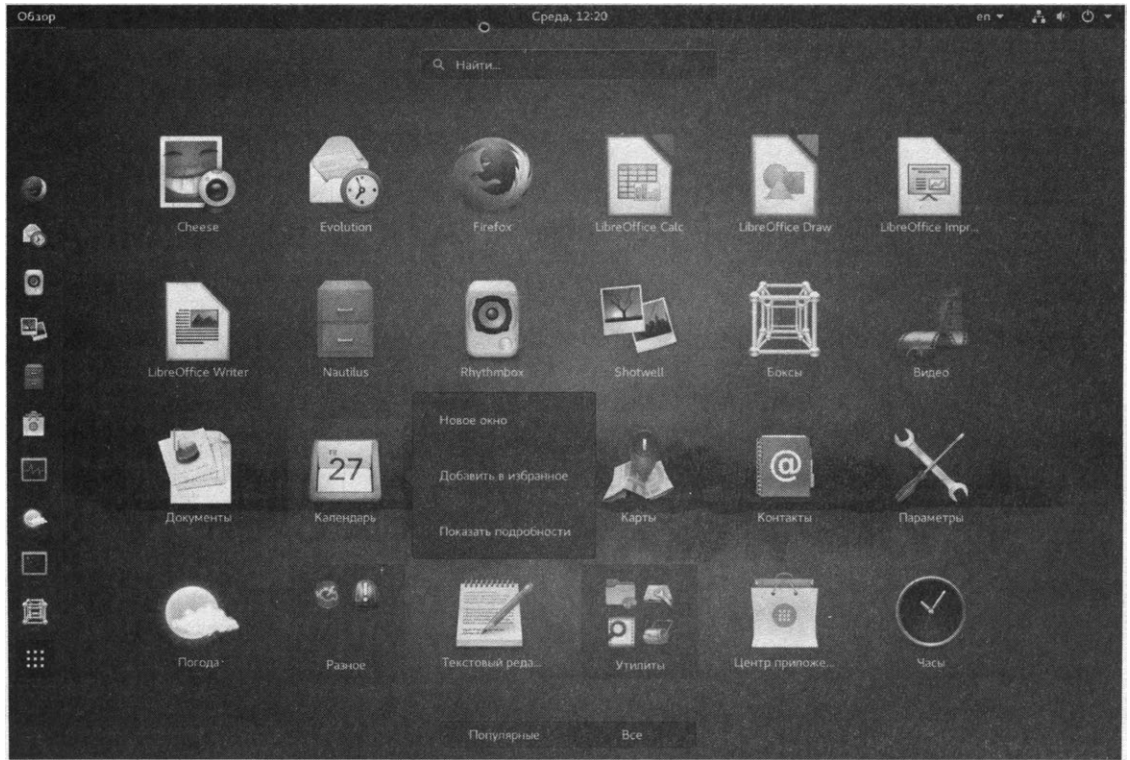 Обзор
Среда, 12:20
en
Найти...
Cheese
Evolution
Firefox
LibreOffice Calc
LibreOffice Draw
LibreOffice Impr...
LibreOffice Writer
Nautilus
Rhythmbox
Shotwell
Боксы
Видео
Новое окно
Добавить в избранное
Показать подробности
27
@
Документы
Календарь
Карты
Контакты
Параметры
Погода
Разное
Текстовый реда...
Утилиты
Центр приложе...
Часы
Популярные
Все